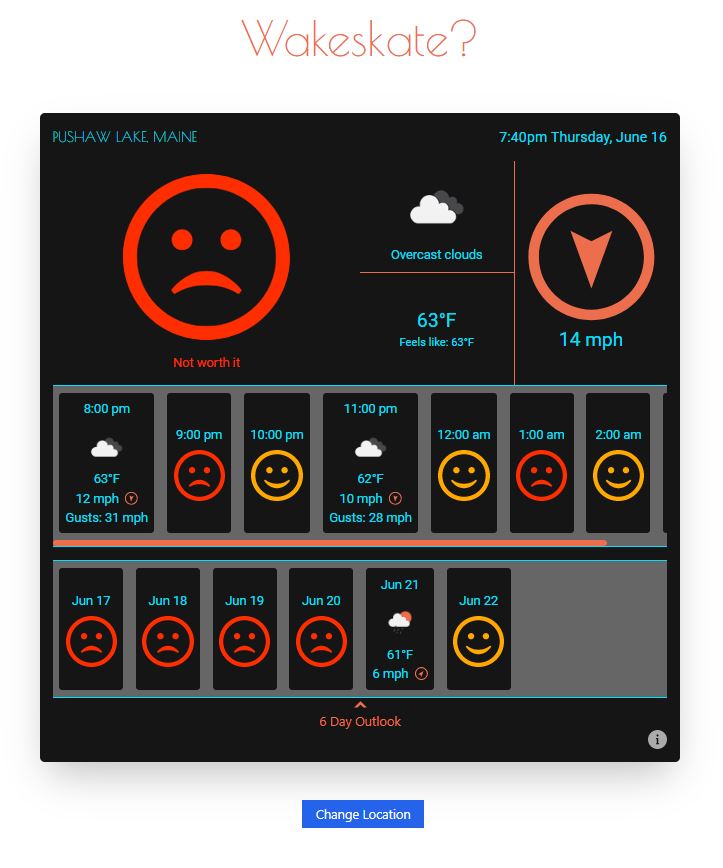 Wakeskate?
PUSHAW LAKE, MAINE
7:40pm Thursday, June 16
Not worth it
Overcast clouds
63°F
Feels like: 63°F
14 mph
8:00 pm
63°F
12 mph
Gusts: 31 mph
9:00 pm
10:00 pm
11:00 pm
62°F
10 mph
Gusts: 28 mph
12:00 am
1:00 am
2:00 am
Jun 17
Jun 18
Jun 19
Jun 20
Jun 21
61°F
6 mph
Jun 22
6 Day Outlook
i
Change Location